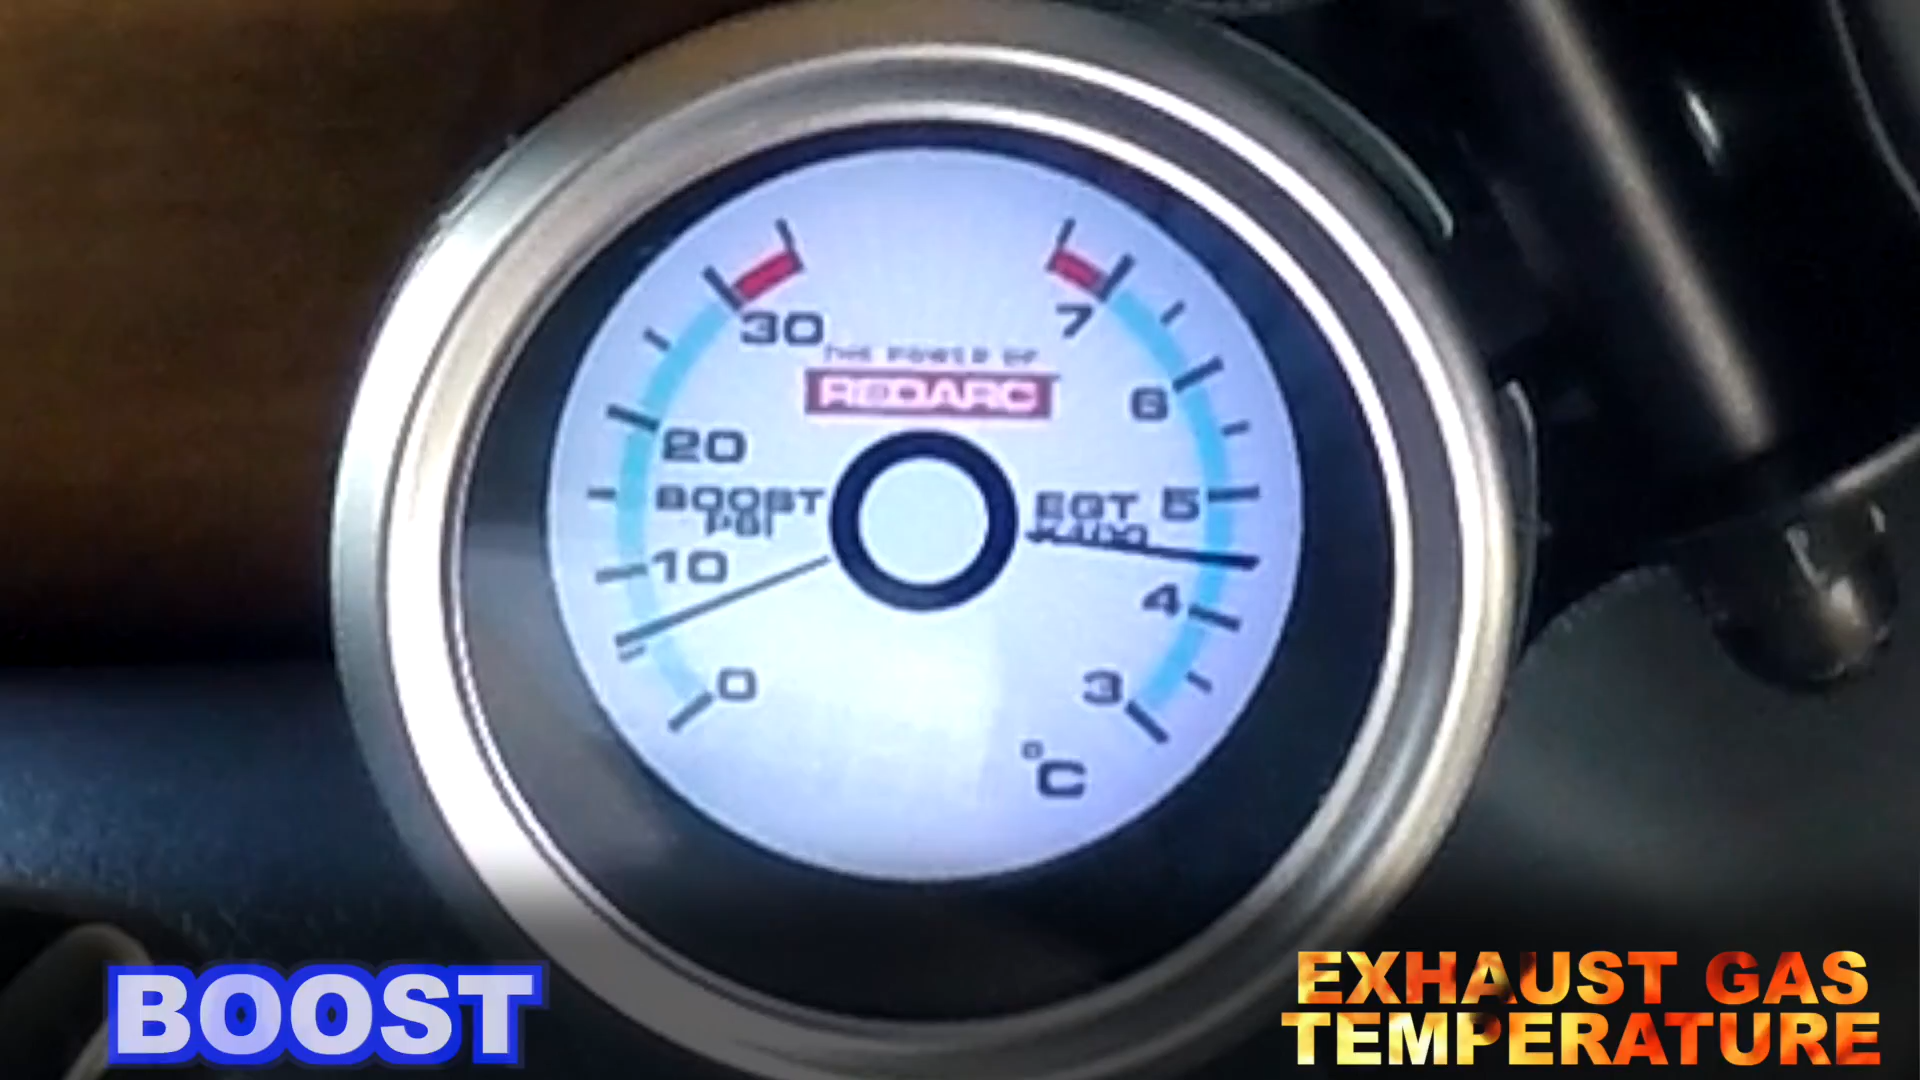 30
7
THE POWER OF
REDARC
6
20
BOOST
PSI
EGT
5
X100
10
4
0
3
°C
BOOST
EXHAUST GAS
TEMPERATURE